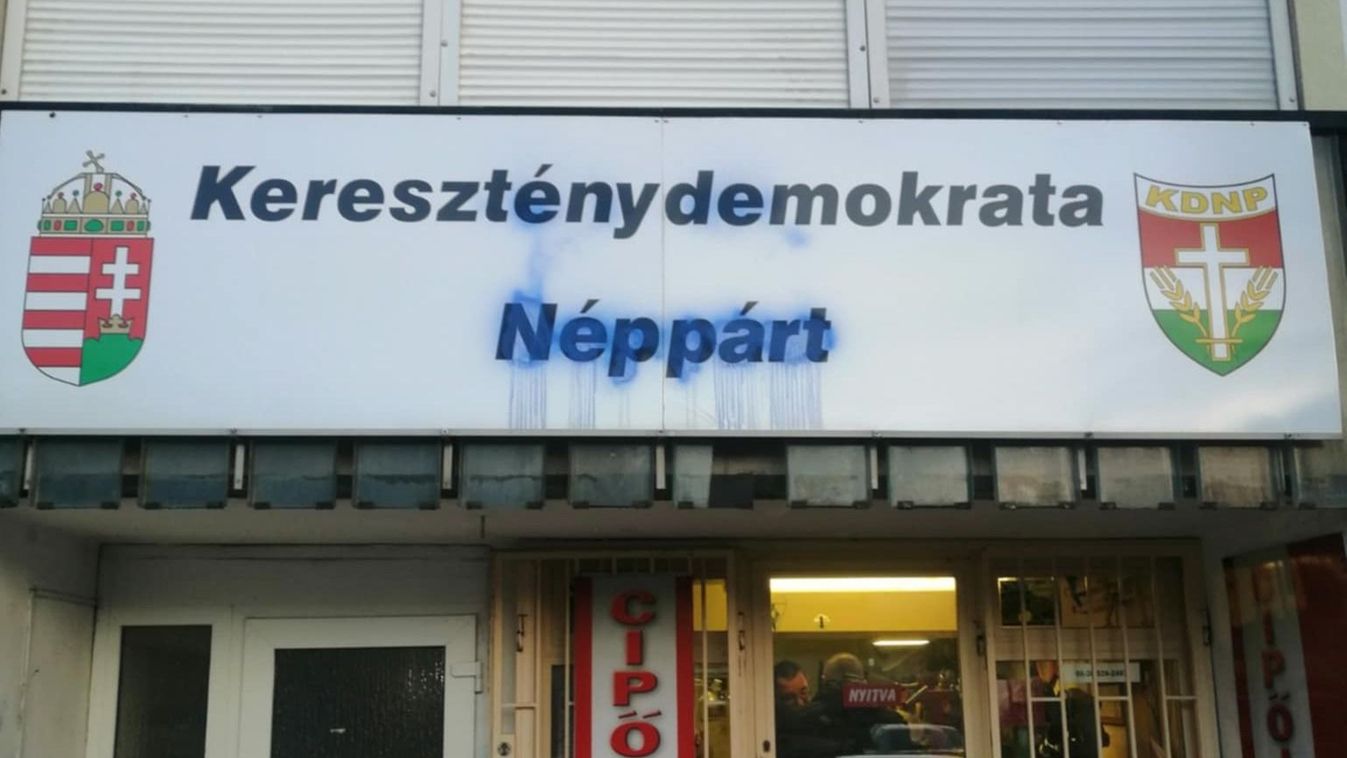 Kereszténydemokrata
Néppárt
KDNP
CIPŐ
NYITVA